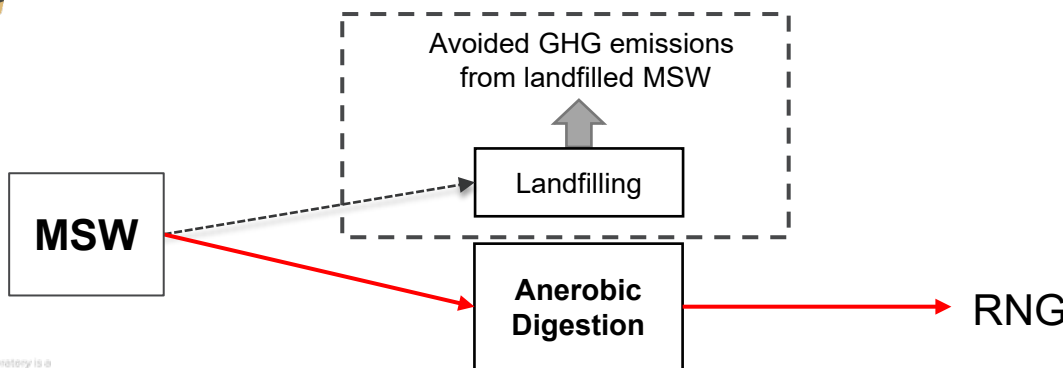 Avoided GHG emissions
from landfilled MSW
Landfilling
MSW
Anerobic
Digestion
RNG